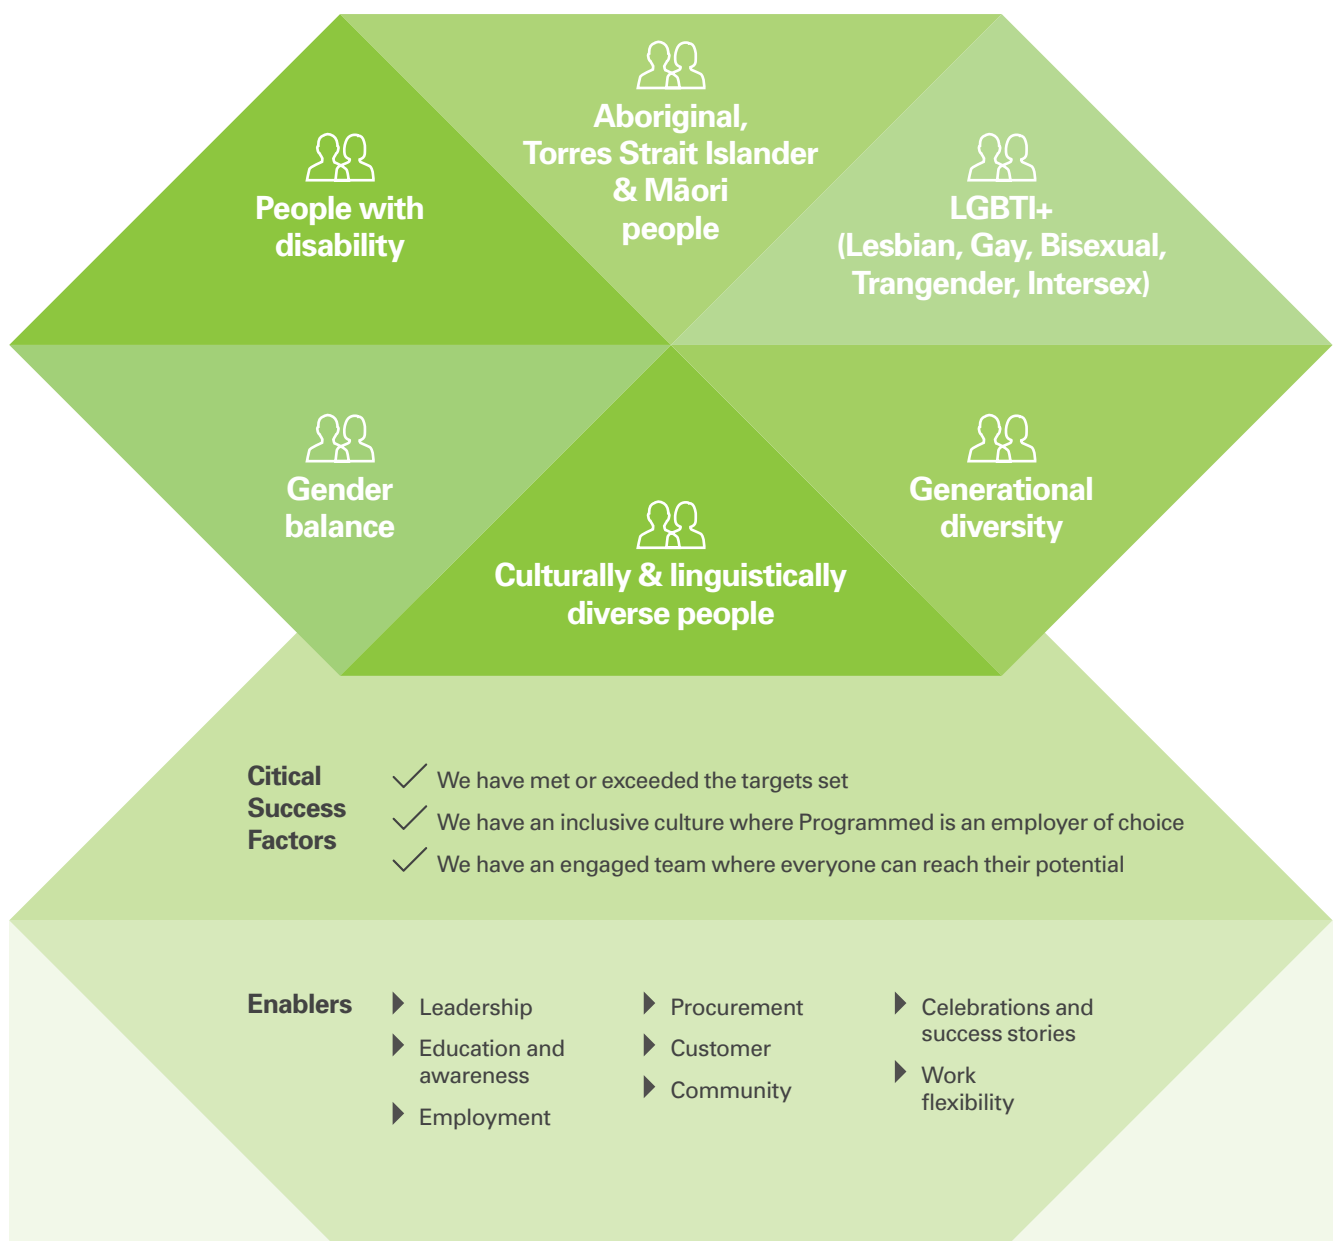 Aboriginal,
Torres Strait Islander
& Māori
people
People with
disability
LGBTI+
(Lesbian, Gay, Bisexual,
Trangender, Intersex)
Gender
balance
Culturally & linguistically
diverse people
Generational
diversity
Citical
Success
Factors
We have met or exceeded the targets set
We have an inclusive culture where Programmed is an employer of choice
We have an engaged team where everyone can reach their potential
Enablers
Leadership
Education and
awareness
Employment
Procurement
Customer
Community
Celebrations and
success stories
Work
flexibility